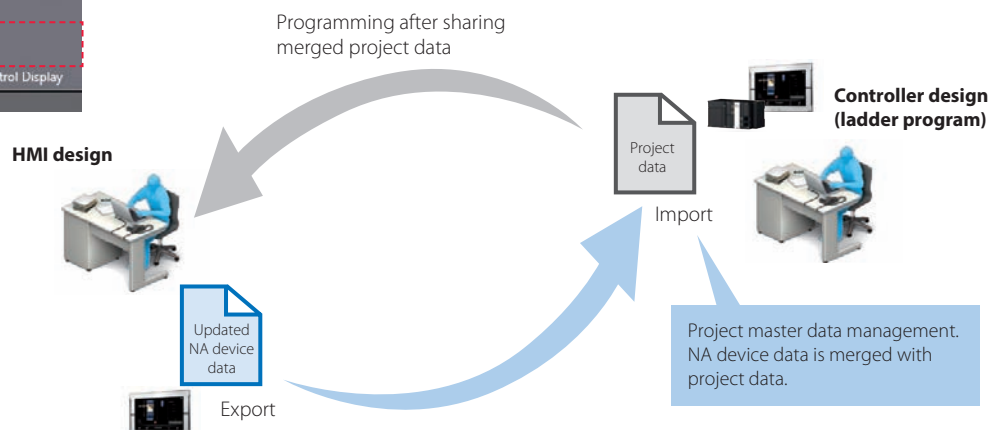 Programming after sharing
merged project data
trol Display
HMI design
Controller design
(ladder program)
Project
data
Import
Updated
NA device
data
Export
Project master data management.
NA device data is merged with
project data.